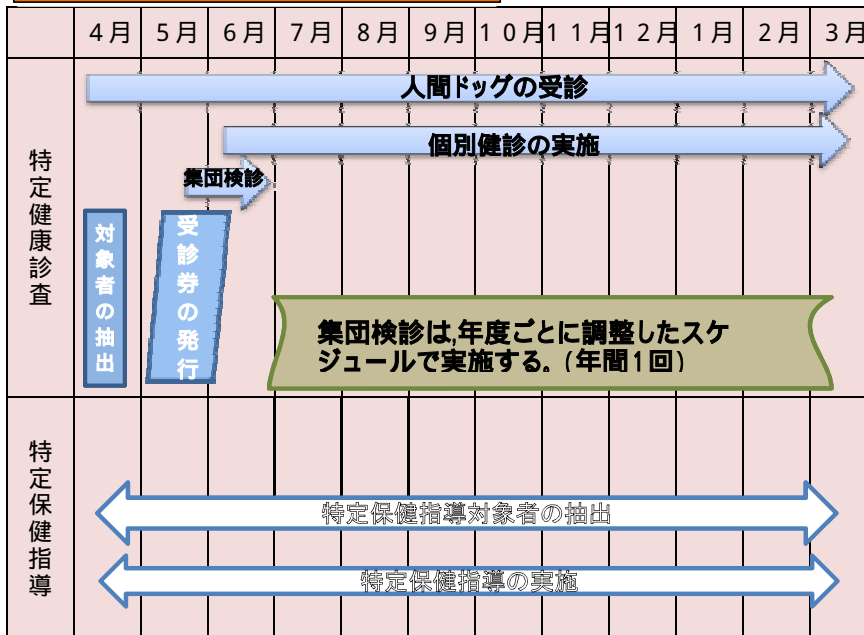 4月 5月 6月 7月 8月 9月 10月 11月 12月 1月 2月 3月
特定健康診査
人間ドッグの受診
個別健診の実施
集団検診
対象者の抽出
受診券の発行
集団検診は,年度ごとに調整したスケ
ジュールで実施する。(年間1回)
特定保健指導
特定保健指導対象者の抽出
特定保健指導の実施